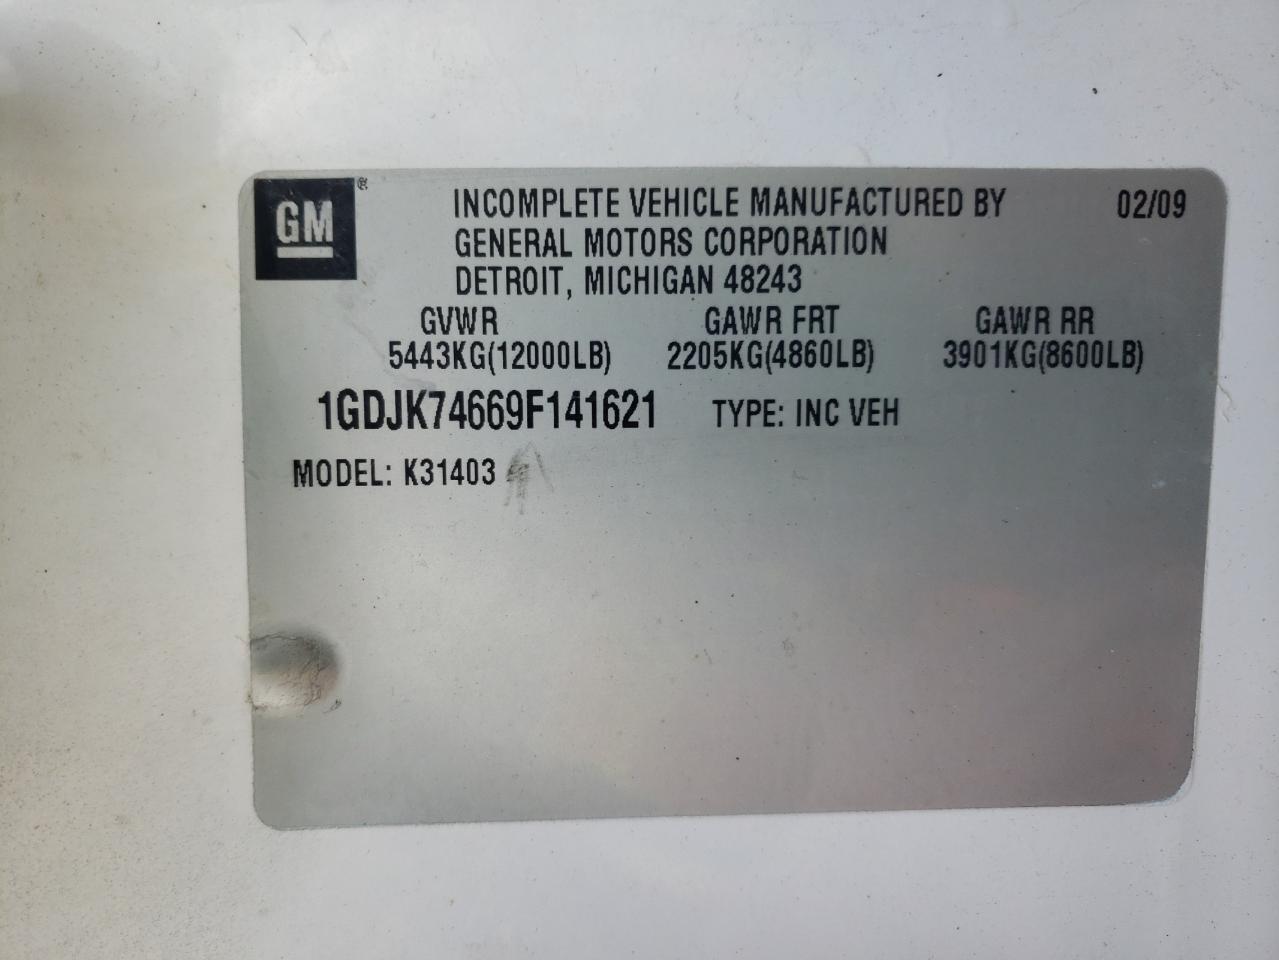 GM ®
INCOMPLETE VEHICLE MANUFACTURED BY 02/09
GENERAL MOTORS CORPORATION
DETROIT, MICHIGAN 48243
GVWR GAWR FRT GAWR RR
5443KG(12000LB) 2205KG(4860LB) 3901KG(8600LB)
1GDJK74669F141621 TYPE: INC VEH
MODEL: K31403